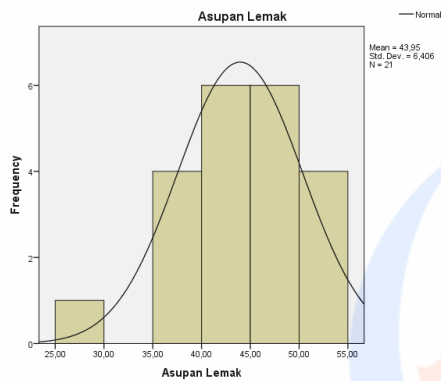 Asupan Lemak
Normal
Mean = 43,95
Std. Dev. = 6,406
N = 21
Frequency
6
4
2
0
25,00 30,00 35,00 40,00 45,00 50,00 55,00
Asupan Lemak